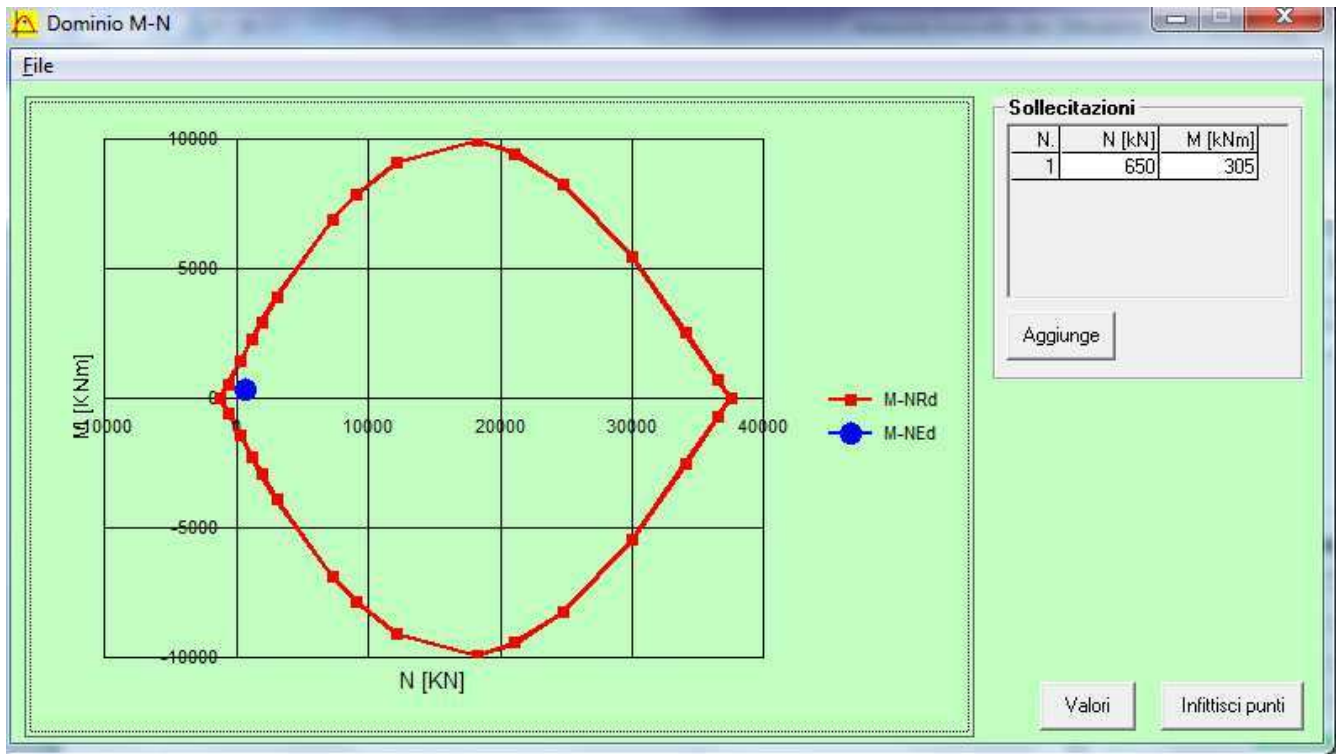 Dominio M-N
File
10000
5000
0
-5000
-10000
M [KNm]
-10000
0
10000
20000
30000
40000
N [KN]
M-NRd
M-NEd
Sollecitazioni
N. N [kN] M [kNm]
1 650 305
Aggiunge
Valori
Infittisci punti